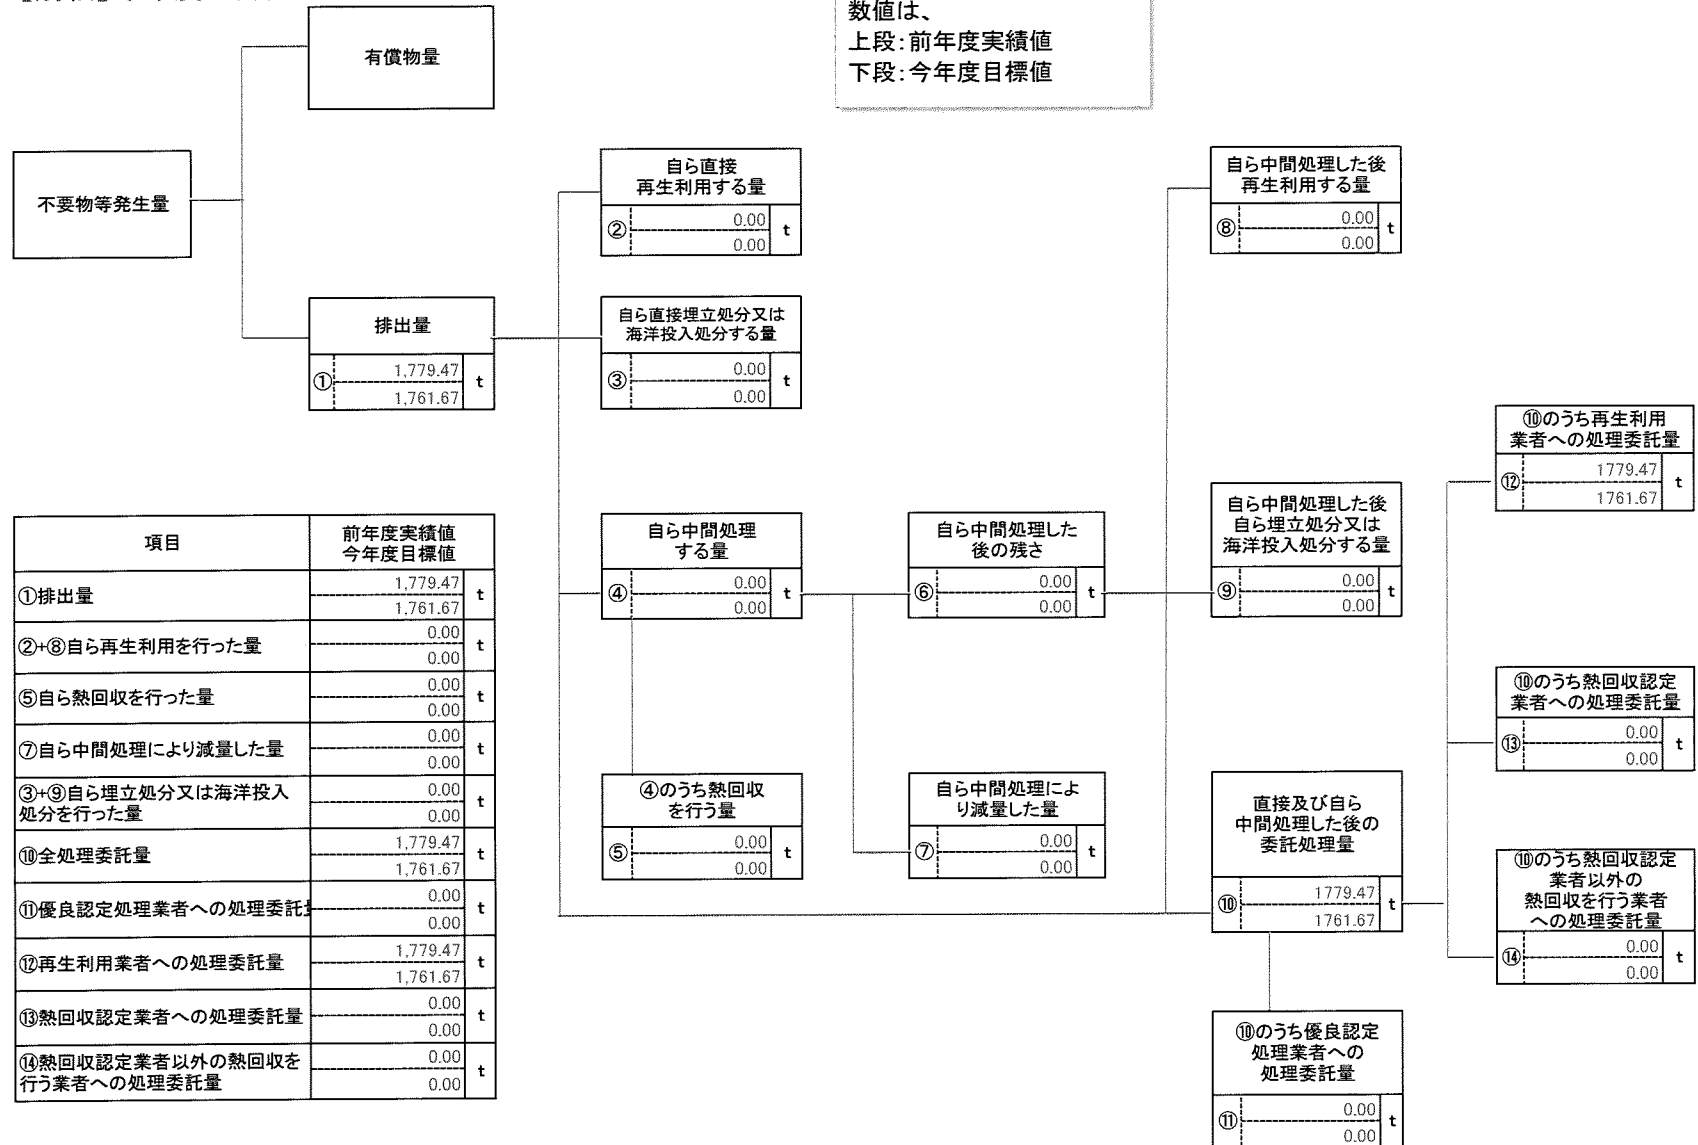 数値は、
上段：前年度実績値
下段：今年度目標値
有償物量
不要物等発生量
排出量
①
1,779.47
1,761.67
t
自ら直接
再生利用する量
②
0.00
0.00
t
自ら直接埋立処分又は
海洋投入処分する量
③
0.00
0.00
t
自ら中間処理
する量
④
0.00
0.00
t
④のうち熱回収
を行う量
⑤
0.00
0.00
t
自ら中間処理した
後の残さ
⑥
0.00
0.00
t
自ら中間処理によ
り減量した量
⑦
0.00
0.00
t
自ら中間処理した後
再生利用する量
⑧
0.00
0.00
t
自ら中間処理した後
自ら埋立処分又は
海洋投入処分する量
⑨
0.00
0.00
t
直接及び自ら
中間処理した後の
委託処理量
⑩
1779.47
1761.67
t
⑩のうち優良認定
処理業者への
処理委託量
⑪
0.00
0.00
t
⑩のうち再生利用
業者への処理委託量
⑫
1779.47
1761.67
t
⑩のうち熱回収認定
業者への処理委託量
⑬
0.00
0.00
t
⑩のうち熱回収認定
業者以外の
熱回収を行う業者
への処理委託量
⑭
0.00
0.00
t
項目
前年度実績値
今年度目標値
①排出量
1,779.47
1,761.67
t
②+⑧自ら再生利用を行った量
0.00
0.00
t
⑤自ら熱回収を行った量
0.00
0.00
t
⑦自ら中間処理により減量した量
0.00
0.00
t
③+⑨自ら埋立処分又は海洋投入
処分を行った量
0.00
0.00
t
⑩全処理委託量
1,779.47
1,761.67
t
⑪優良認定処理業者への処理委託
0.00
0.00
t
⑫再生利用業者への処理委託量
1,779.47
1,761.67
t
⑬熱回収認定業者への処理委託量
0.00
0.00
t
⑭熱回収認定業者以外の熱回収を
行う業者への処理委託量
0.00
0.00
t